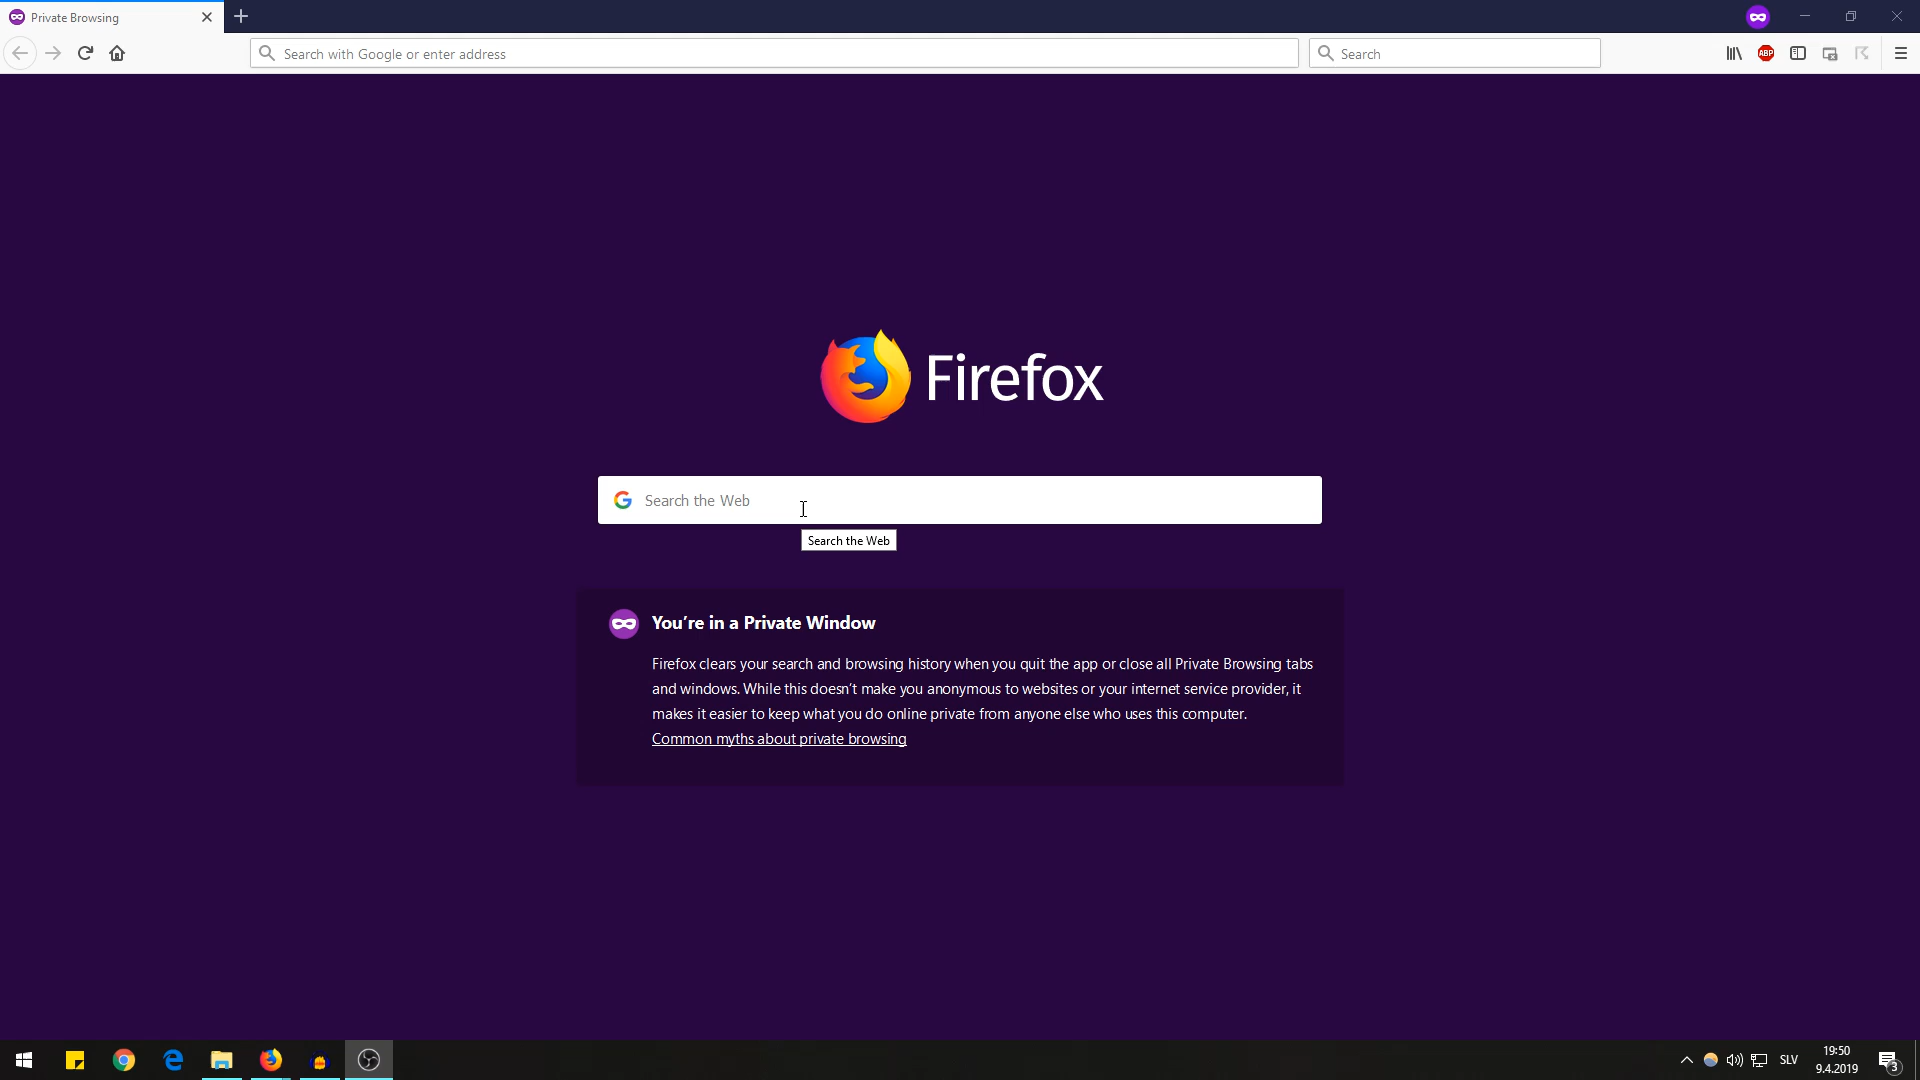 Private Browsing
Search with Google or enter address
Search
ABP
Firefox
Search the Web
Search the Web
You’re in a Private Window
Firefox clears your search and browsing history when you quit the app or close all Private Browsing tabs
and windows. While this doesn’t make you anonymous to websites or your internet service provider, it
makes it easier to keep what you do online private from anyone else who uses this computer.
Common myths about private browsing
SLV
19:50
9.4.2019
3